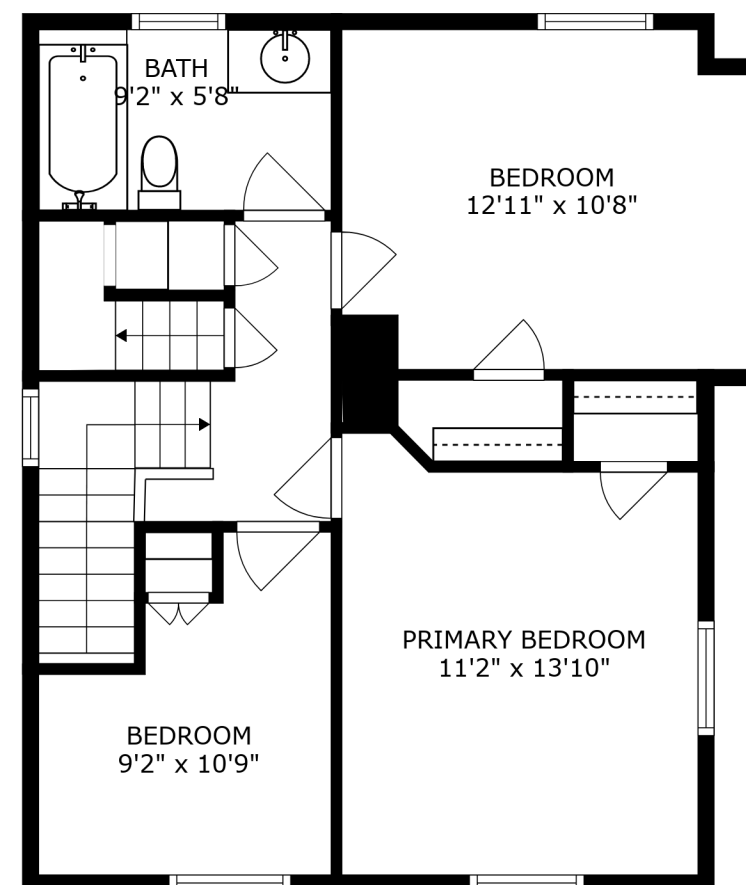 BATH
9'2" x 5'8"
BEDROOM
12'11" x 10'8"
PRIMARY BEDROOM
11'2" x 13'10"
BEDROOM
9'2" x 10'9"